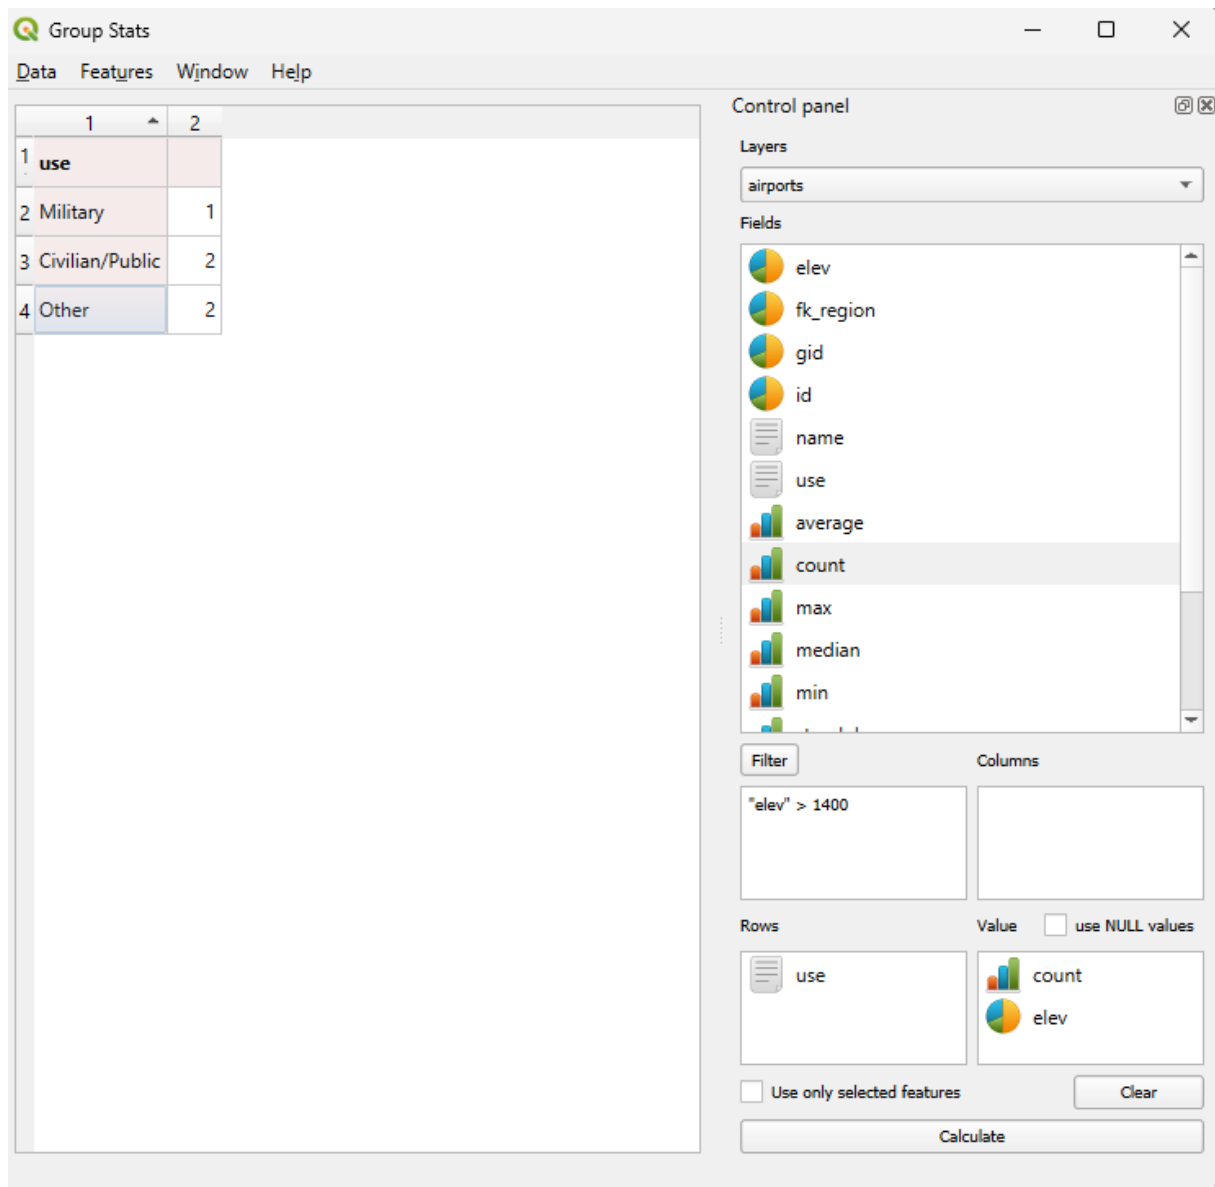 Group Stats
Data Features Window Help
1 2
1 use
2 Military 1
3 Civilian/Public 2
4 Other 2
Control panel
Layers
airports
Fields
elev
fk_region
gid
id
name
use
average
count
max
median
min
Filter Columns
"elev" > 1400
Rows Value use NULL values
use count
elev
Use only selected features Clear
Calculate